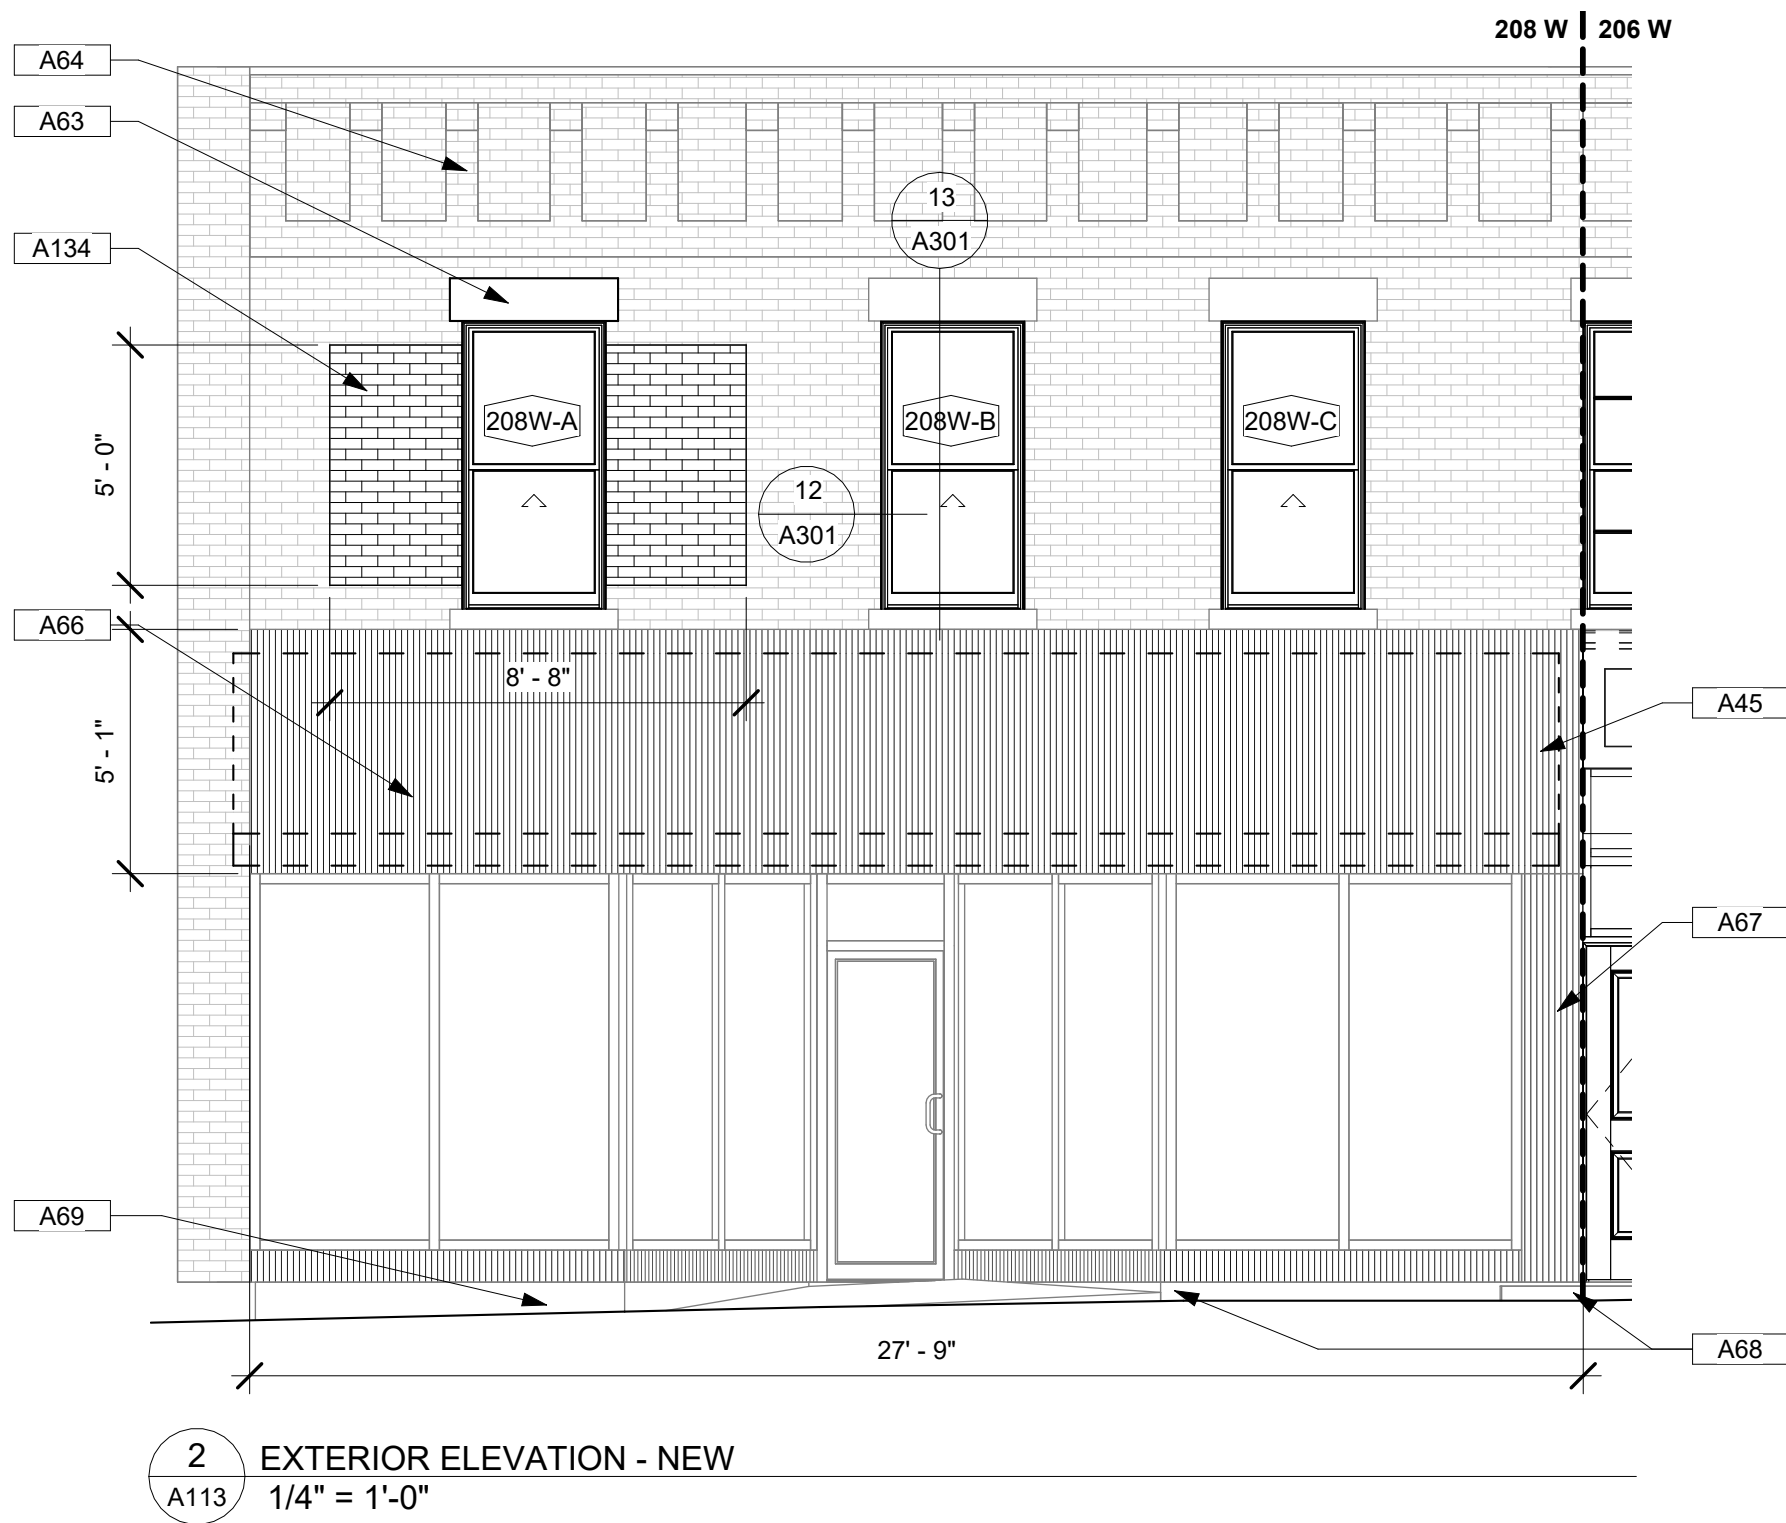 208 W 206 W
A64
A63
A134
13
A301
208W-A
208W-B
208W-C
5' - 0"
12
A301
A66
8' - 8"
A45
5' - 1"
A67
A69
A68
27' - 9"
2
A113
EXTERIOR ELEVATION - NEW
1/4" = 1'-0"